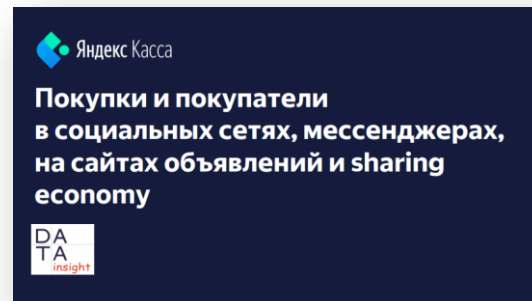 Яндекс Касса
Покупки и покупатели
в социальных сетях, мессенджерах,
на сайтах объявлений и sharing
economy
DA
TA
insight